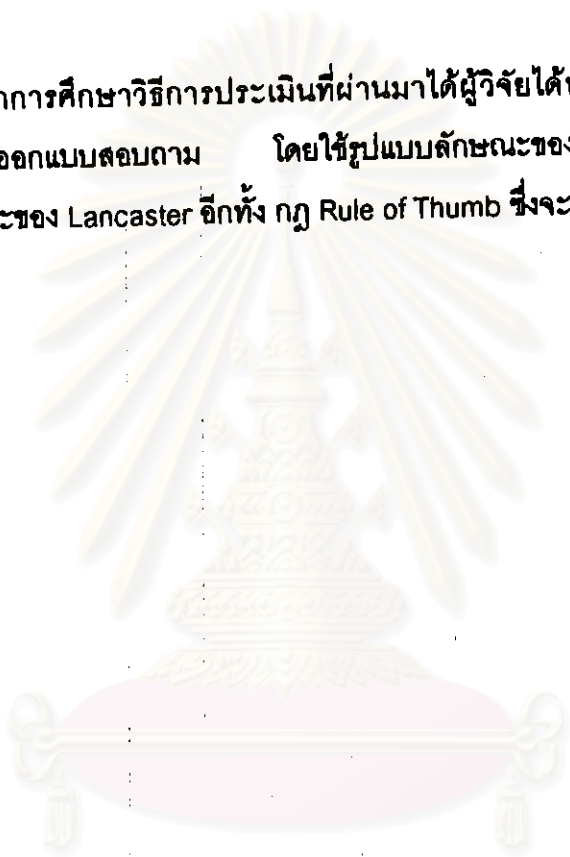 การศึกษาวิธีการประเมินที่ผ่านมาได้ผู้วิจัยได้
ออกแบบสอบถาม โดยใช้รูปแบบลักษณะของ
ของ Lancaster อีกทั้ง กฎ Rule of Thumb ซึ่งจะ